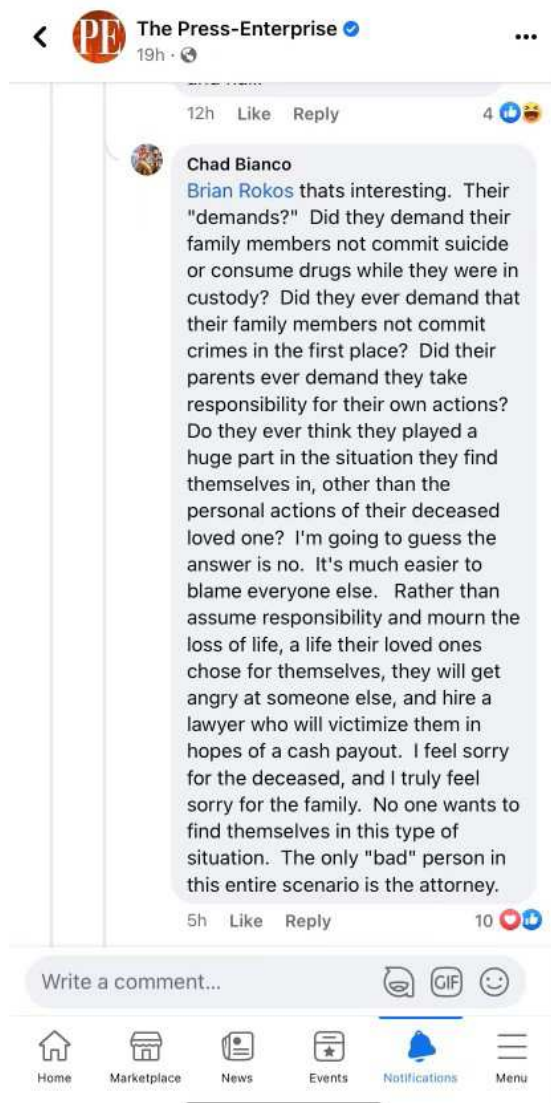 PE
The Press-Enterprise
19h ·
12h Like Reply
4
Chad Bianco
Brian Rokos thats interesting.  Their
"demands?"  Did they demand their
family members not commit suicide
or consume drugs while they were in
custody?  Did they ever demand that
their family members not commit
crimes in the first place?  Did their
parents ever demand they take
responsibility for their own actions?
Do they ever think they played a
huge part in the situation they find
themselves in, other than the
personal actions of their deceased
loved one?  I'm going to guess the
answer is no.  It's much easier to
blame everyone else.   Rather than
assume responsibility and mourn the
loss of life, a life their loved ones
chose for themselves, they will get
angry at someone else, and hire a
lawyer who will victimize them in
hopes of a cash payout.  I feel sorry
for the deceased, and I truly feel
sorry for the family.  No one wants to
find themselves in this type of
situation.  The only "bad" person in
this entire scenario is the attorney.
5h Like Reply
10
Write a comment...
GIF
Home Marketplace News Events Notifications Menu